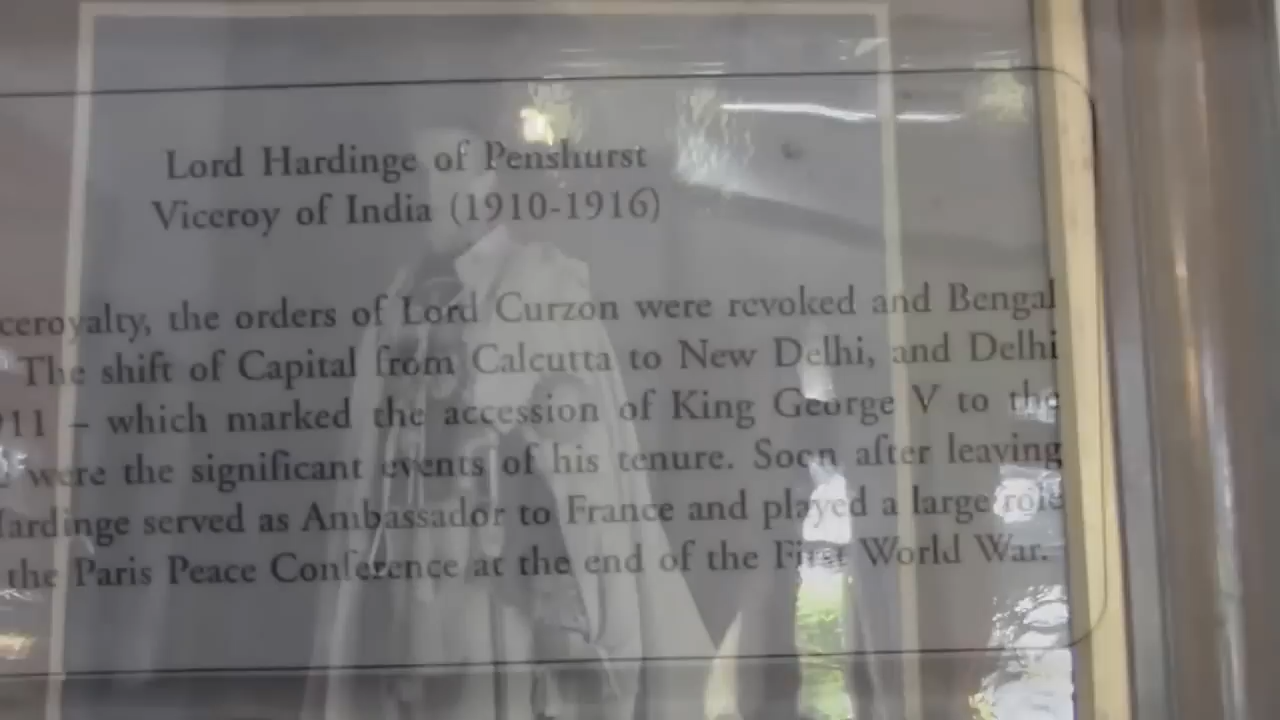 Lord Hardinge of Penshurst
Viceroy of India (1910-1916)
ceroyalty, the orders of Lord Curzon were revoked and Bengal
The shift of Capital from Calcutta to New Delhi, and Delhi
911 – which marked the accession of King George V to the
were the significant events of his tenure. Soon after leaving
Hardinge served as Ambassador to France and played a large role
the Paris Peace Conference at the end of the First World War.